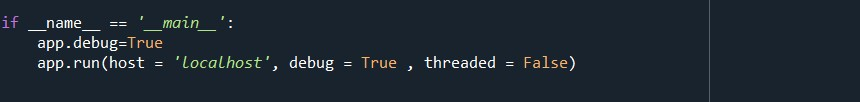 if __name__ == '__main__':
    app.debug=True
    app.run(host = 'localhost', debug = True , threaded = False)